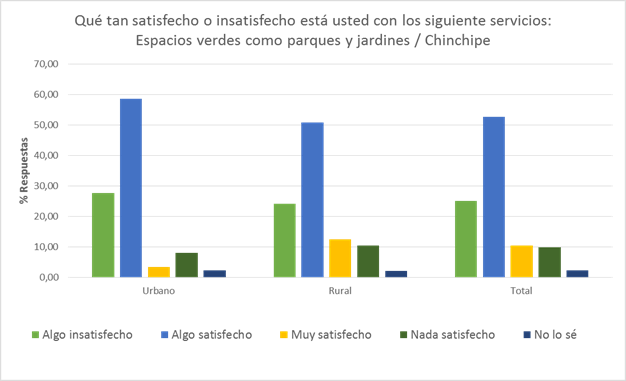 Qué tan satisfecho o insatisfecho está usted con los siguiente servicios:
Espacios verdes como parques y jardines / Chinchipe
70,00
60,00
50,00
40,00
30,00
20,00
10,00
0,00
% Respuestas
Urbano
Rural
Total
Algo insatisfecho
Algo satisfecho
Muy satisfecho
Nada satisfecho
No lo sé